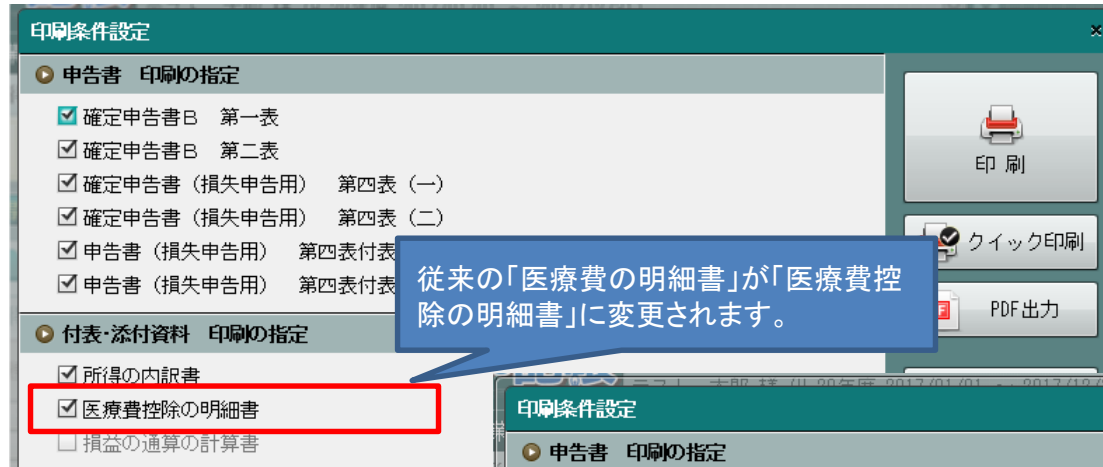 印刷条件設定
×
申告書 印刷の指定
確定申告書B 第一表
確定申告書B 第二表
確定申告書（損失申告用） 第四表（一）
確定申告書（損失申告用） 第四表（二）
申告書（損失申告用） 第四表付表
申告書（損失申告用） 第四表付表
付表・添付資料 印刷の指定
所得の内訳書
医療費控除の明細書
損益の通算の計算書
印 刷
クイック印刷
PDF出力
従来の「医療費の明細書」が「医療費控
除の明細書」に変更されます。
印刷条件設定
申告書 印刷の指定